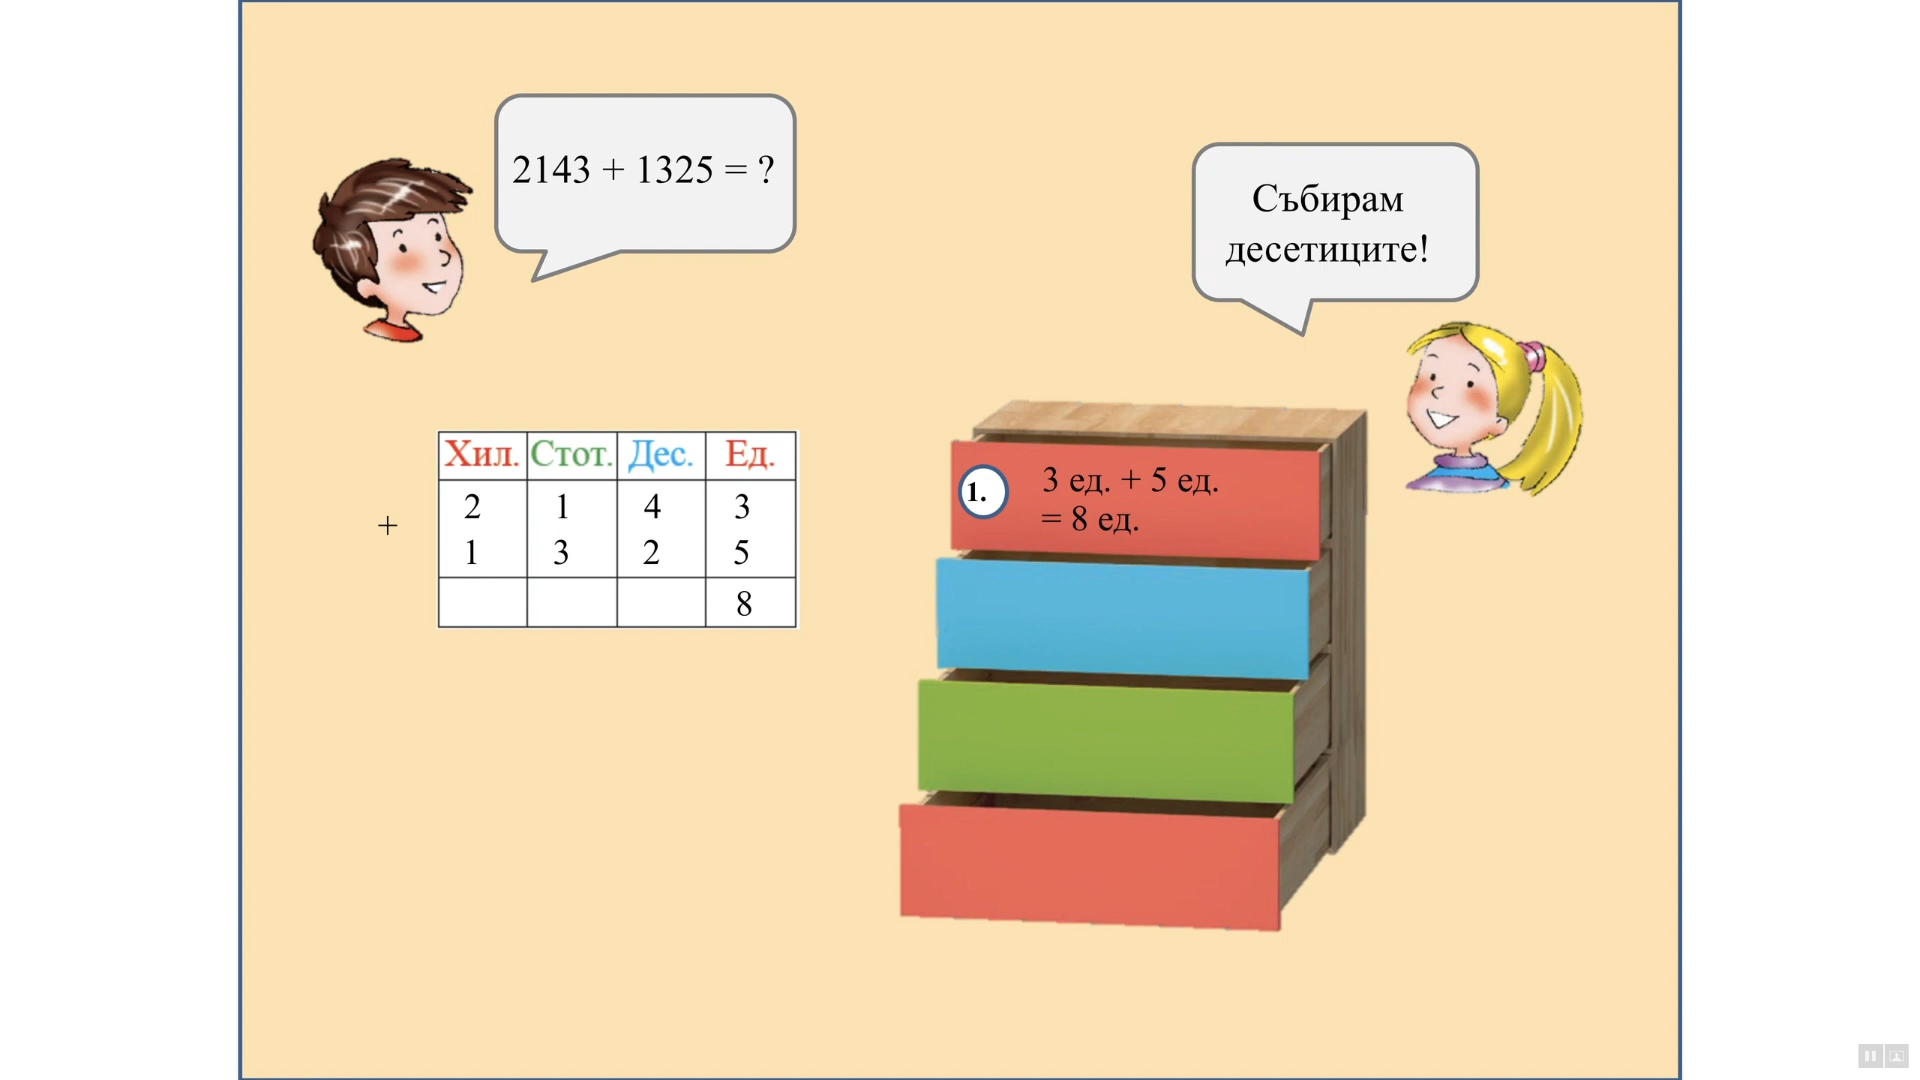 2143 + 1325 = ?
Събирам
десетиците!
Хил. Стот. Дес. Ед.
2 1 4 3
+
1 3 2 5
8
1. 3 ед. + 5 ед.
= 8 ед.